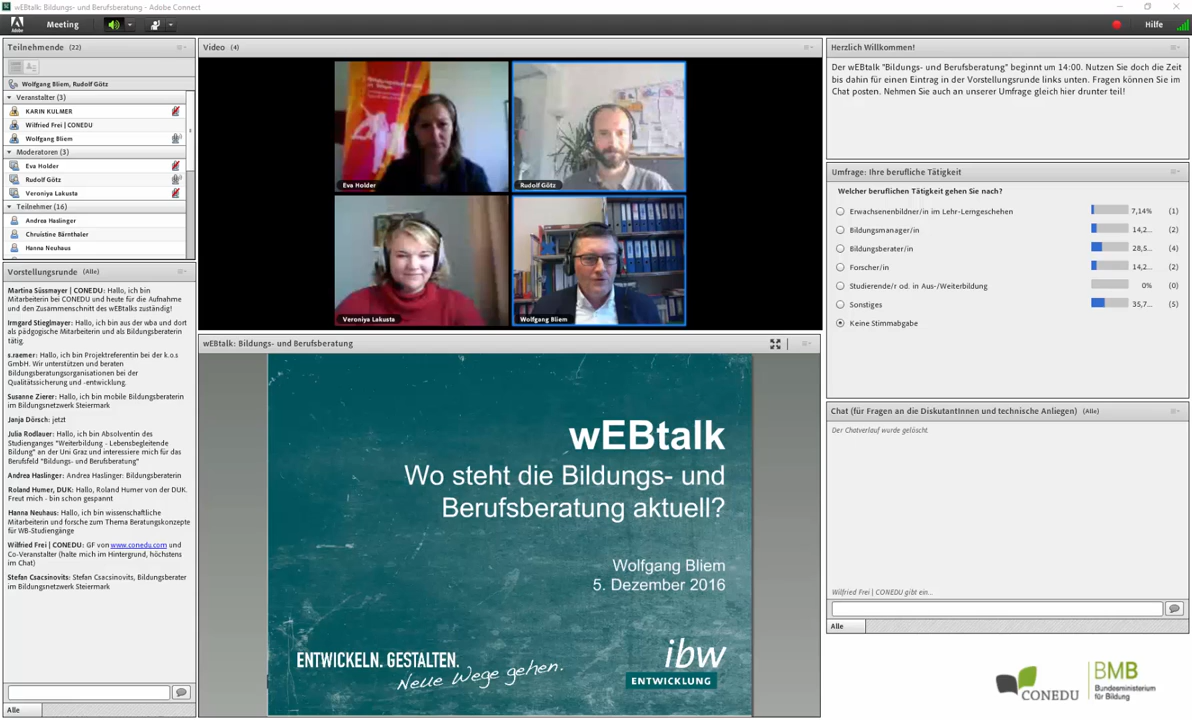 wEBtalk: Bildungs- und Berufsberatung - Adobe Connect
Adobe
Meeting
Hilfe
Teilnehmende (22)
Wolfgang Bliem, Rudolf Götz
Veranstalter (3)
KARIN KULMER
Wilfried Frei | CONEDU
Wolfgang Bliem
Moderatoren (3)
Eva Holder
Rudolf Götz
Veroniya Lakusta
Teilnehmer (16)
Andrea Haslinger
Chruistine Bärnthaler
Hanna Neuhaus
Vorstellungsrunde (Alle)
Martina Süssmayer | CONEDU: Hallo, ich bin
Mitarbeiterin bei CONEDU und heute für die Aufnahme
und den Zusammenschnitt des wEBtalks zuständig!
Irmgard Stieglmayer: Hallo, ich bin aus der wba und dort
als pädgogische Mitarbeiterin und als Bildungsberaterin
tätig.
s.raemer: Hallo, ich bin Projektreferentin bei der k.o.s
GmbH. Wir unterstützen und beraten
Bildungsberatungsorganisationen bei der
Qualitätssicherung und -entwicklung.
Susanne Zierer: Hallo, ich bin mobile Bildungsberaterin
im Bildungsnetzwerk Steiermark
Janja Dörsch: jetzt
Julia Rodlauer: Hallo, ich bin Absolventin des
Studienganges "Weiterbildung - Lebensbegleitende
Bildung" an der Uni Graz und interessiere mich für das
Berufsfeld "Bildungs- und Berufsberatung"
Andrea Haslinger: Andrea Haslinger: Bildungsberaterin
Roland Humer, DUK: Hallo, Roland Humer von der DUK.
Freut mich - bin schon gespannt
Hanna Neuhaus: Hallo, ich bin wissenschaftliche
Mitarbeiterin und forsche zum Thema Beratungskonzepte
für WB-Studiengänge
Wilfried Frei | CONEDU: GF von www.conedu.com und
Co-Veranstalter (halte mich im Hintergrund, höchstens
im Chat)
Stefan Csacsinovits: Stefan Csacsinovits, Bildungsberater
im Bildungsnetzwerk Steiermark
Alle
Video (4)
Eva Holder
Rudolf Götz
Veroniya Lakusta
Wolfgang Bliem
wEBtalk: Bildungs- und Berufsberatung
wEBtalk
Wo steht die Bildungs- und
Berufsberatung aktuell?
Wolfgang Bliem
5. Dezember 2016
ENTWICKELN. GESTALTEN.
Neue Wege gehen.
ibw
ENTWICKLUNG
Herzlich Willkommen!
Der wEBtalk "Bildungs- und Berufsberatung" beginnt um 14.00. Nutzen Sie doch die Zeit
bis dahin für einen Eintrag in der Vorstellungsrunde links unten. Fragen können Sie im
Chat posten. Nehmen Sie auch an unserer Umfrage gleich hier drunter teil!
Umfrage: Ihre berufliche Tätigkeit
Welcher beruflichen Tätigkeit gehen Sie nach?
Erwachsenenbildner/in im Lehr-Lerngeschehen 7,14% (1)
Bildungsmanager/in 14,2... (2)
Bildungsberater/in 28,5... (4)
Forscher/in 14,2... (2)
Studierende/r od. in Aus-/Weiterbildung 0% (0)
Sonstiges 35,7... (5)
Keine Stimmabgabe
Chat (für Fragen an die DiskutantInnen und technische Anliegen) (Alle)
Der Chatverlauf wurde gelöscht.
Wilfried Frei | CONEDU gibt ein...
Alle
CONEDU
BMB
Bundesministerium
für Bildung